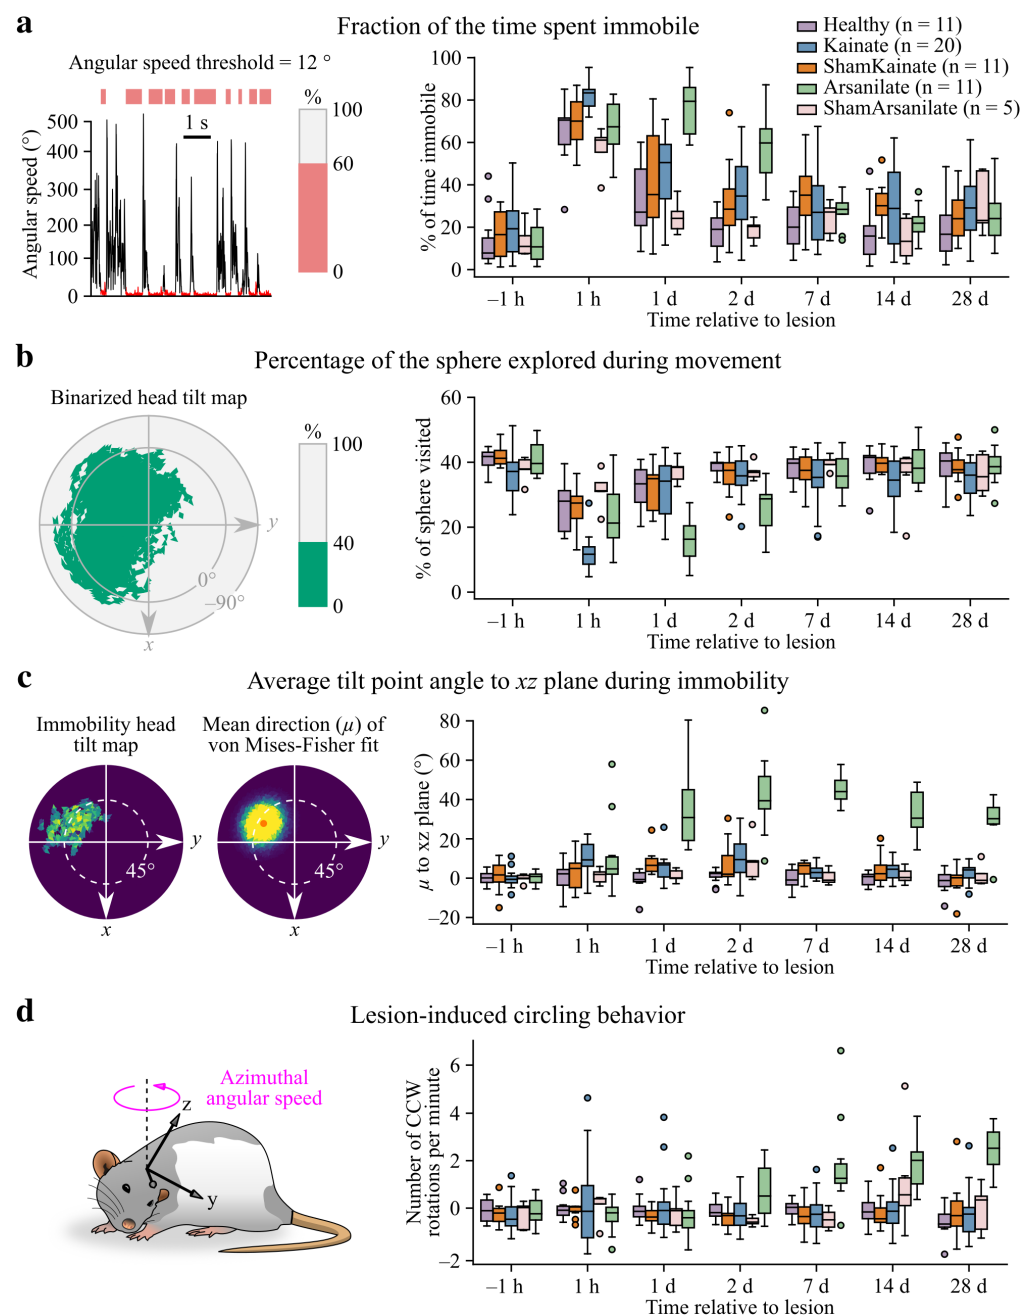 a
Fraction of the time spent immobile
Angular speed threshold = 12 °
%
100
60
0
1 s
500
400
300
200
100
0
Angular speed (°)
Healthy (n = 11)
Kainate (n = 20)
ShamKainate (n = 11)
Arsanilate (n = 11)
ShamArsanilate (n = 5)
% of time immobile
100
80
60
40
20
0
–1 h 1 h 1 d 2 d 7 d 14 d 28 d
Time relative to lesion
b
Percentage of the sphere explored during movement
Binarized head tilt map
y
x
0°
–90°
%
100
40
0
% of sphere visited
60
40
20
0
–1 h 1 h 1 d 2 d 7 d 14 d 28 d
Time relative to lesion
c
Average tilt point angle to xz plane during immobility
Immobility head
tilt map
y
x
45°
Mean direction (μ) of
von Mises-Fisher fit
y
x
45°
μ to xz plane (°)
80
60
40
20
0
–20
–1 h 1 h 1 d 2 d 7 d 14 d 28 d
Time relative to lesion
d
Lesion-induced circling behavior
Azimuthal
angular speed
z
y
Number of CCW
rotations per minute
6
4
2
0
–2
–1 h 1 h 1 d 2 d 7 d 14 d 28 d
Time relative to lesion